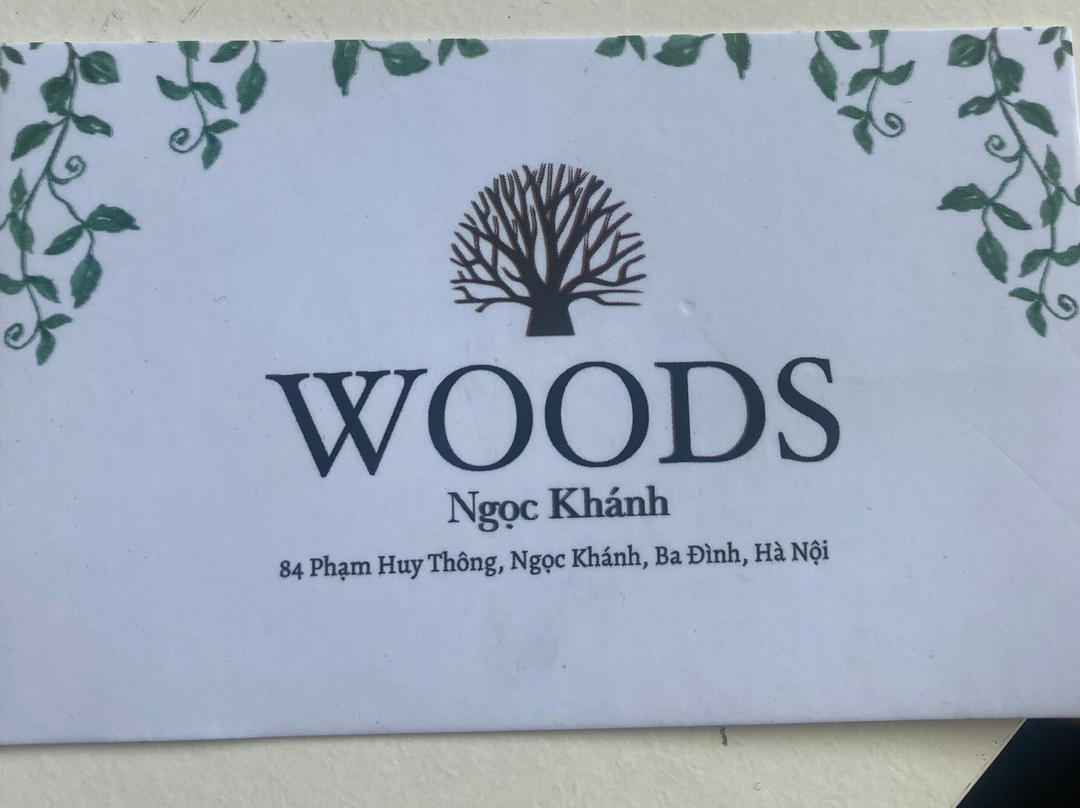 WOODS
Ngọc Khánh
84 Phạm Huy Thông, Ngọc Khánh, Ba Đình, Hà Nội